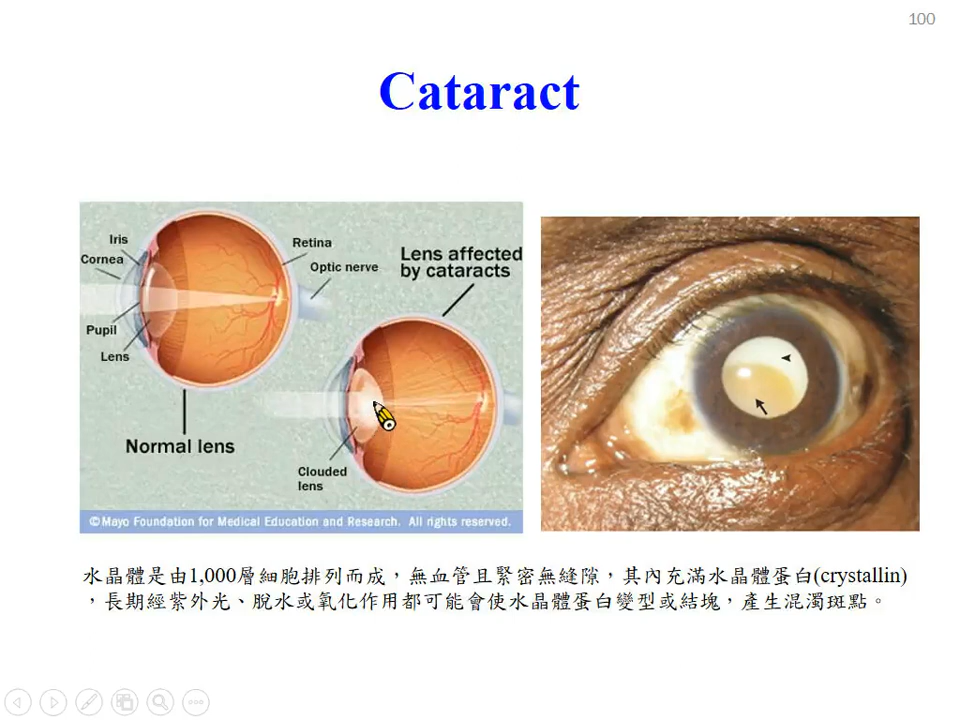 100
Cataract
Iris
Cornea
Pupil
Lens
Retina
Optic nerve
Normal lens
Lens affected
by cataracts
Clouded
lens
©Mayo Foundation for Medical Education and Research. All rights reserved.
水晶體是由1,000層細胞排列而成，無血管且緊密無縫隙，其內充滿水晶體蛋白(crystallin)
，長期經紫外光、脫水或氧化作用都可能會使水晶體蛋白變型或結塊，產生混濁斑點。